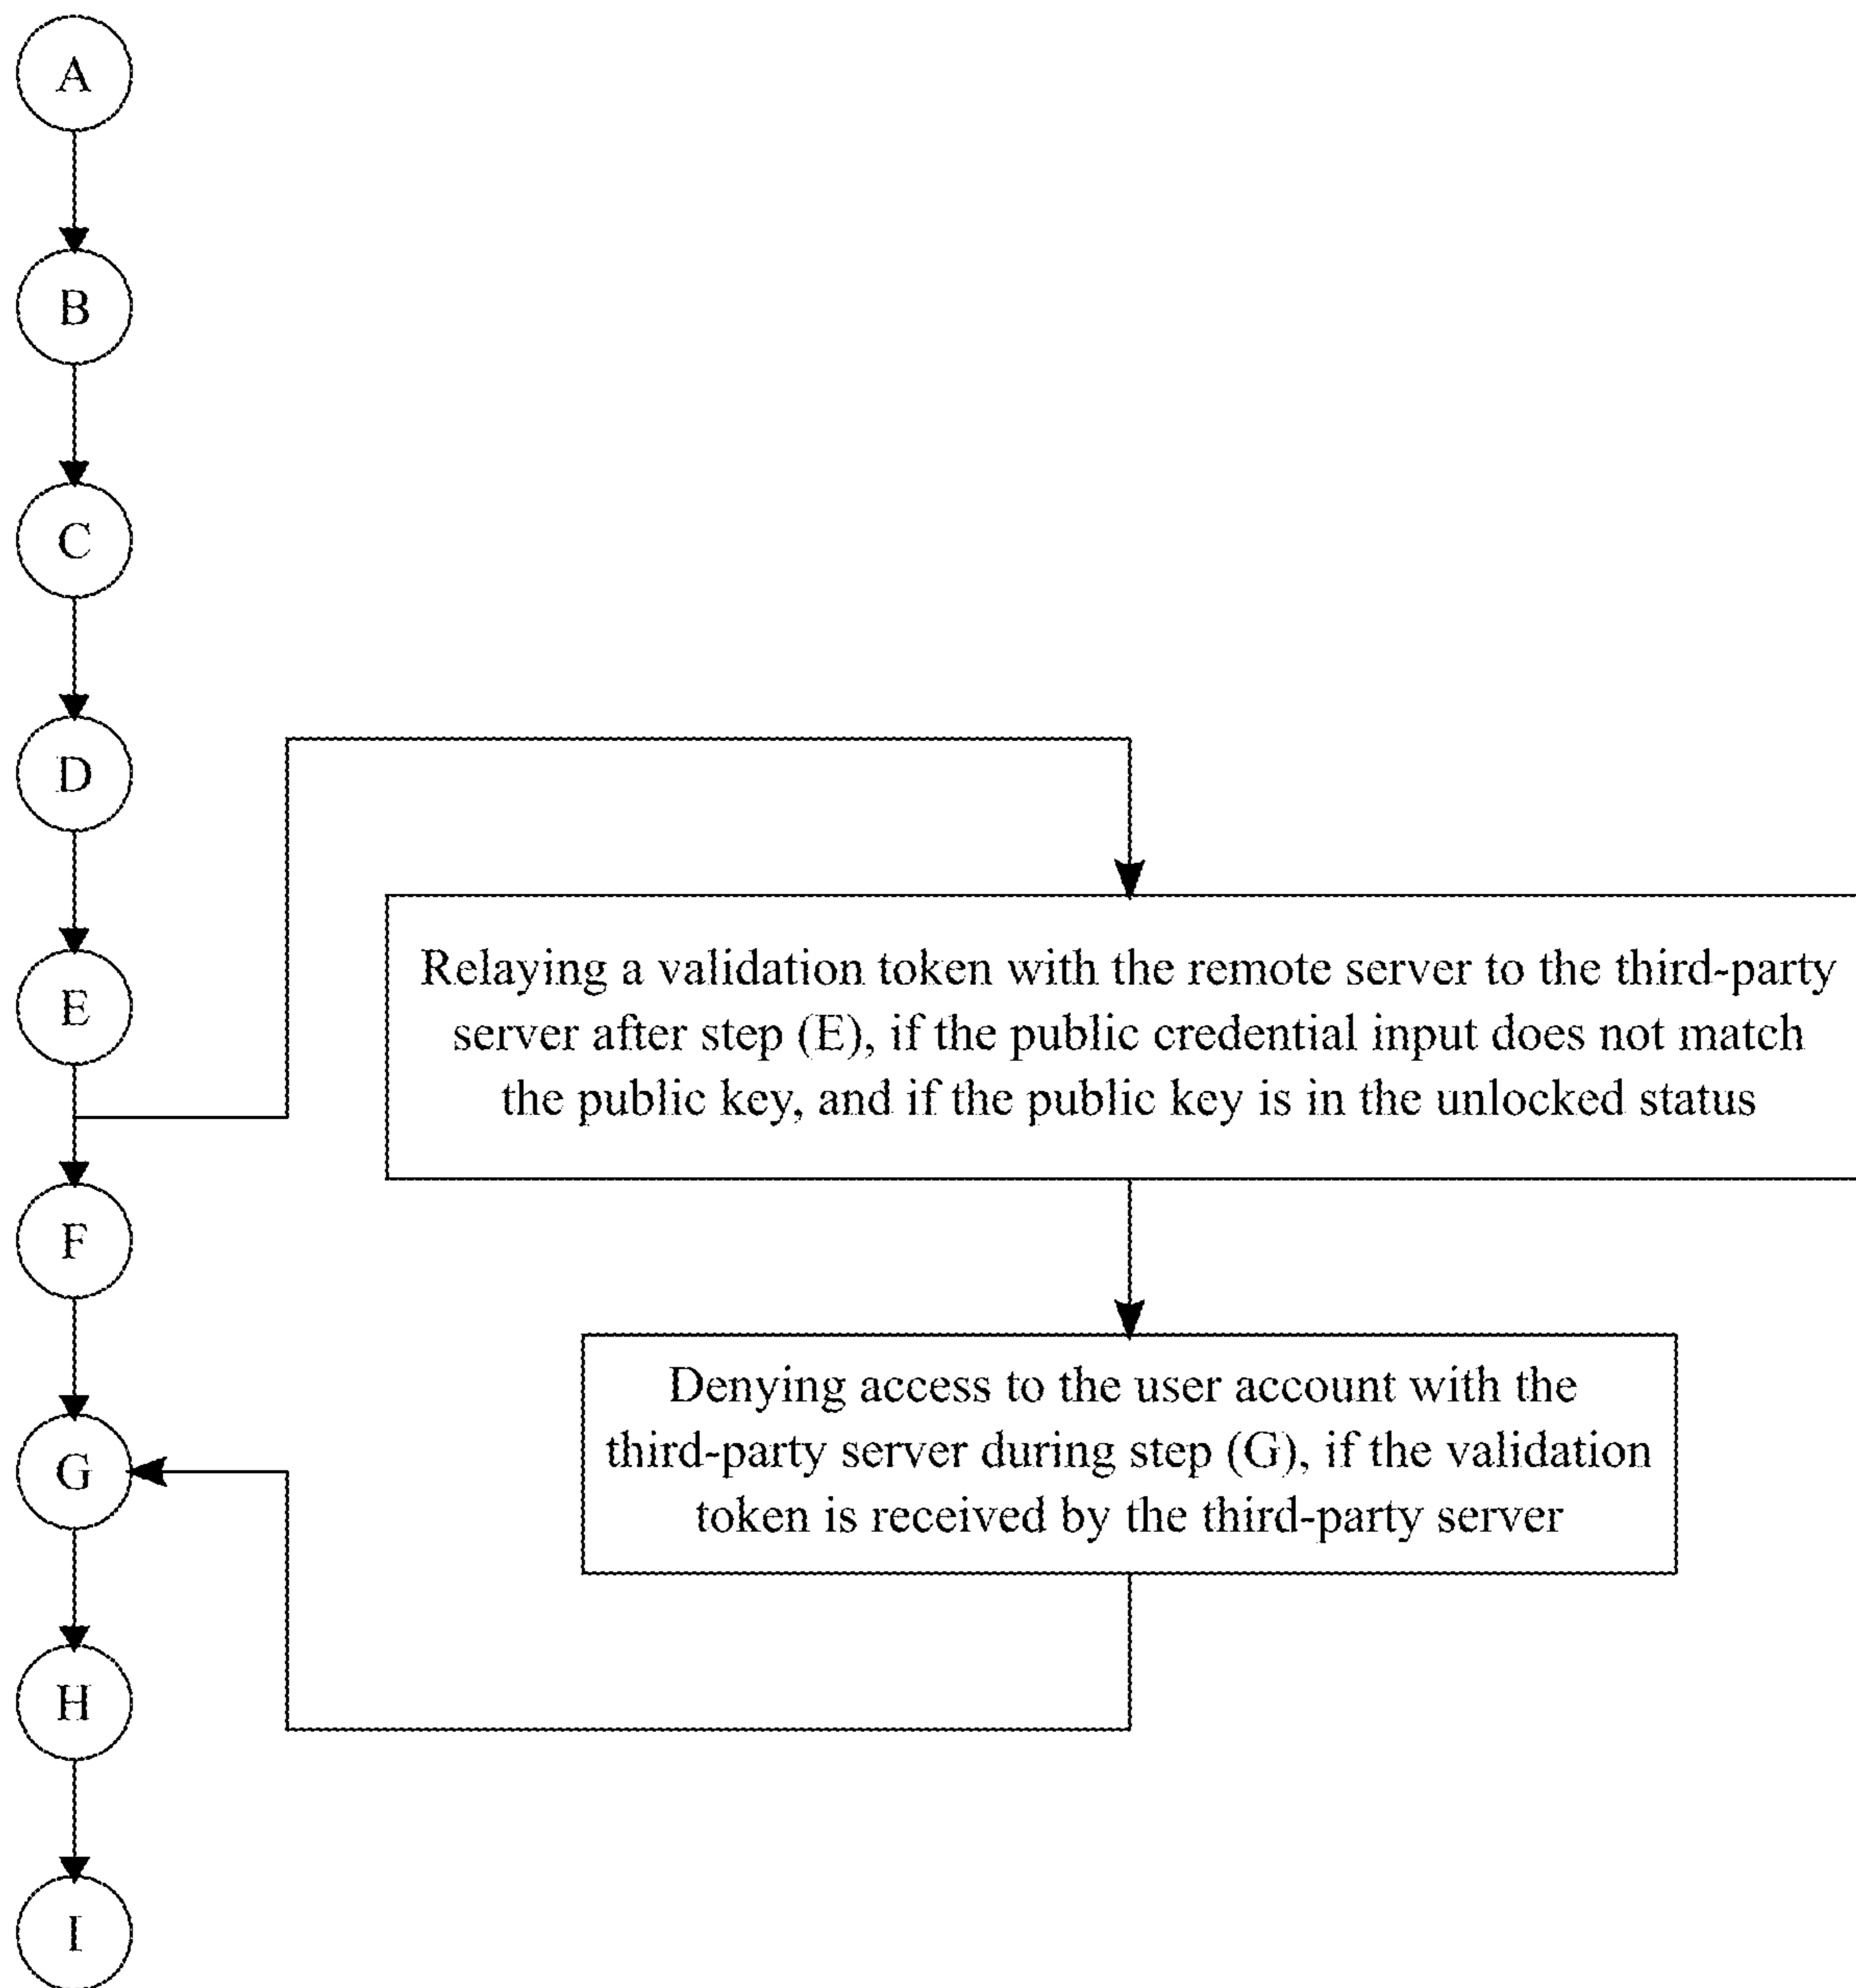 A
B
C
D
E
Relaying a validation token with the remote server to the third-party
server after step (E), if the public credential input does not match
the public key, and if the public key is in the unlocked status
F
Denying access to the user account with the
third-party server during step (G), if the validation
token is received by the third-party server
G
H
I